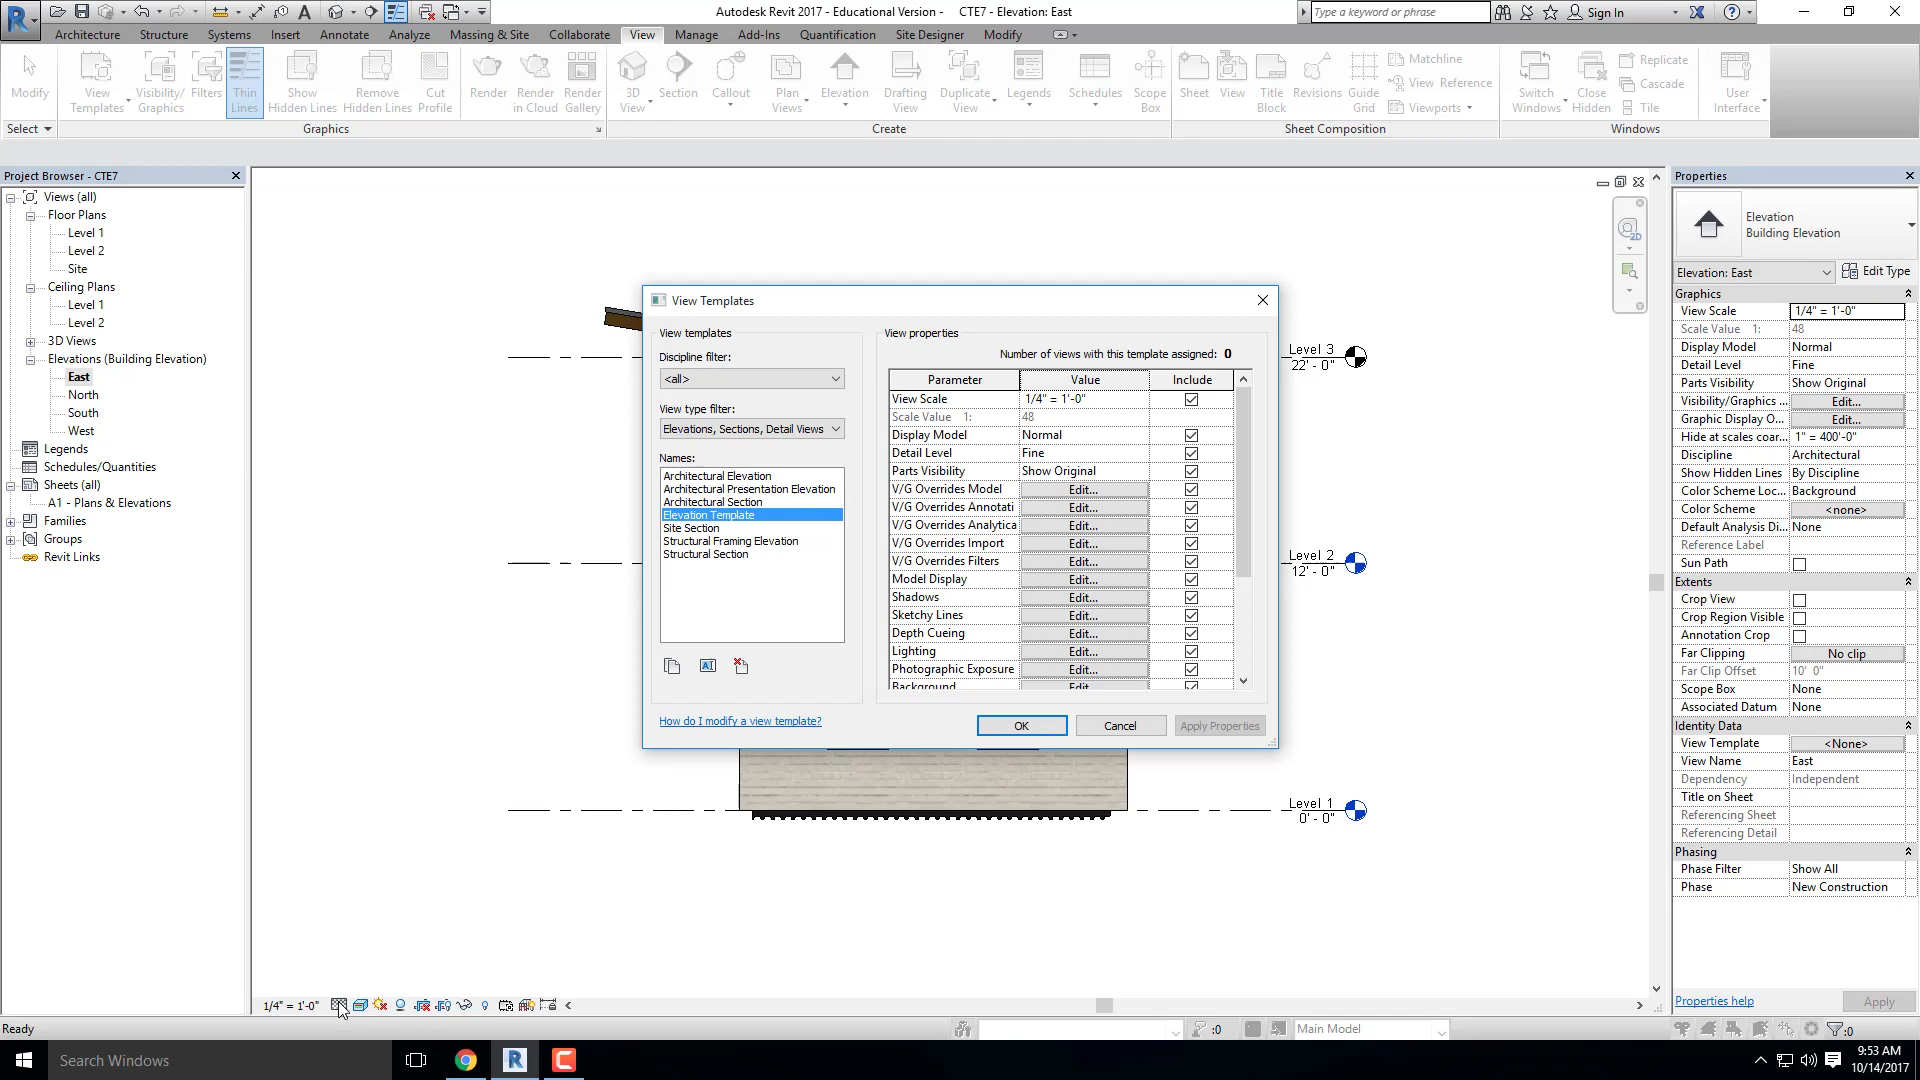 Autodesk Revit 2017 - Educational Version -    CTE7 - Elevation: East
Type a keyword or phrase
Sign In
Architecture Structure Systems Insert Annotate Analyze Massing & Site Collaborate View Manage Add-Ins Quantification Site Designer Modify
Modify
View Templates
Visibility/ Graphics
Filters
Thin Lines
Show Hidden Lines
Remove Hidden Lines
Cut Profile
Render
Render in Cloud
Render Gallery
3D View
Section
Callout
Plan Views
Elevation
Drafting View
Duplicate View
Legends
Schedules
Scope Box
Sheet
View
Title Block
Revisions
Guide Grid
Matchline
View Reference
Viewports
Switch Windows
Close Hidden
Replicate
Cascade
Tile
User Interface
Select
Graphics
Create
Sheet Composition
Windows
Project Browser - CTE7
Views (all)
Floor Plans
Level 1
Level 2
Site
Ceiling Plans
Level 1
Level 2
3D Views
Elevations (Building Elevation)
East
North
South
West
Legends
Schedules/Quantities
Sheets (all)
A1 - Plans & Elevations
Families
Groups
Revit Links
2D
Level 3
22' - 0"
Level 2
12' - 0"
Level 1
0' - 0"
View Templates
View templates
Discipline filter:
<all>
View type filter:
Elevations, Sections, Detail Views
Names:
Architectural Elevation
Architectural Presentation Elevation
Architectural Section
Elevation Template
Site Section
Structural Framing Elevation
Structural Section
How do I modify a view template?
View properties
Number of views with this template assigned: 0
Parameter Value Include
View Scale 1/4" = 1'-0"
Scale Value 1: 48
Display Model Normal
Detail Level Fine
Parts Visibility Show Original
V/G Overrides Model Edit...
V/G Overrides Annotati Edit...
V/G Overrides Analytica Edit...
V/G Overrides Import Edit...
V/G Overrides Filters Edit...
Model Display Edit...
Shadows Edit...
Sketchy Lines Edit...
Depth Cueing Edit...
Lighting Edit...
Photographic Exposure Edit...
Background Edit...
OK Cancel Apply Properties
Properties
Elevation
Building Elevation
Elevation: East Edit Type
Graphics
View Scale 1/4" = 1'-0"
Scale Value 1: 48
Display Model Normal
Detail Level Fine
Parts Visibility Show Original
Visibility/Graphics ... Edit...
Graphic Display O... Edit...
Hide at scales coar... 1" = 400'-0"
Discipline Architectural
Show Hidden Lines By Discipline
Color Scheme Loc... Background
Color Scheme <none>
Default Analysis Di... None
Reference Label
Sun Path
Extents
Crop View
Crop Region Visible
Annotation Crop
Far Clipping No clip
Far Clip Offset 10' 0"
Scope Box None
Associated Datum None
Identity Data
View Template <None>
View Name East
Dependency Independent
Title on Sheet
Referencing Sheet
Referencing Detail
Phasing
Phase Filter Show All
Phase New Construction
Properties help Apply
1/4" = 1'-0"
Ready
:0
Main Model
:0
Search Windows
9:53 AM
10/14/2017